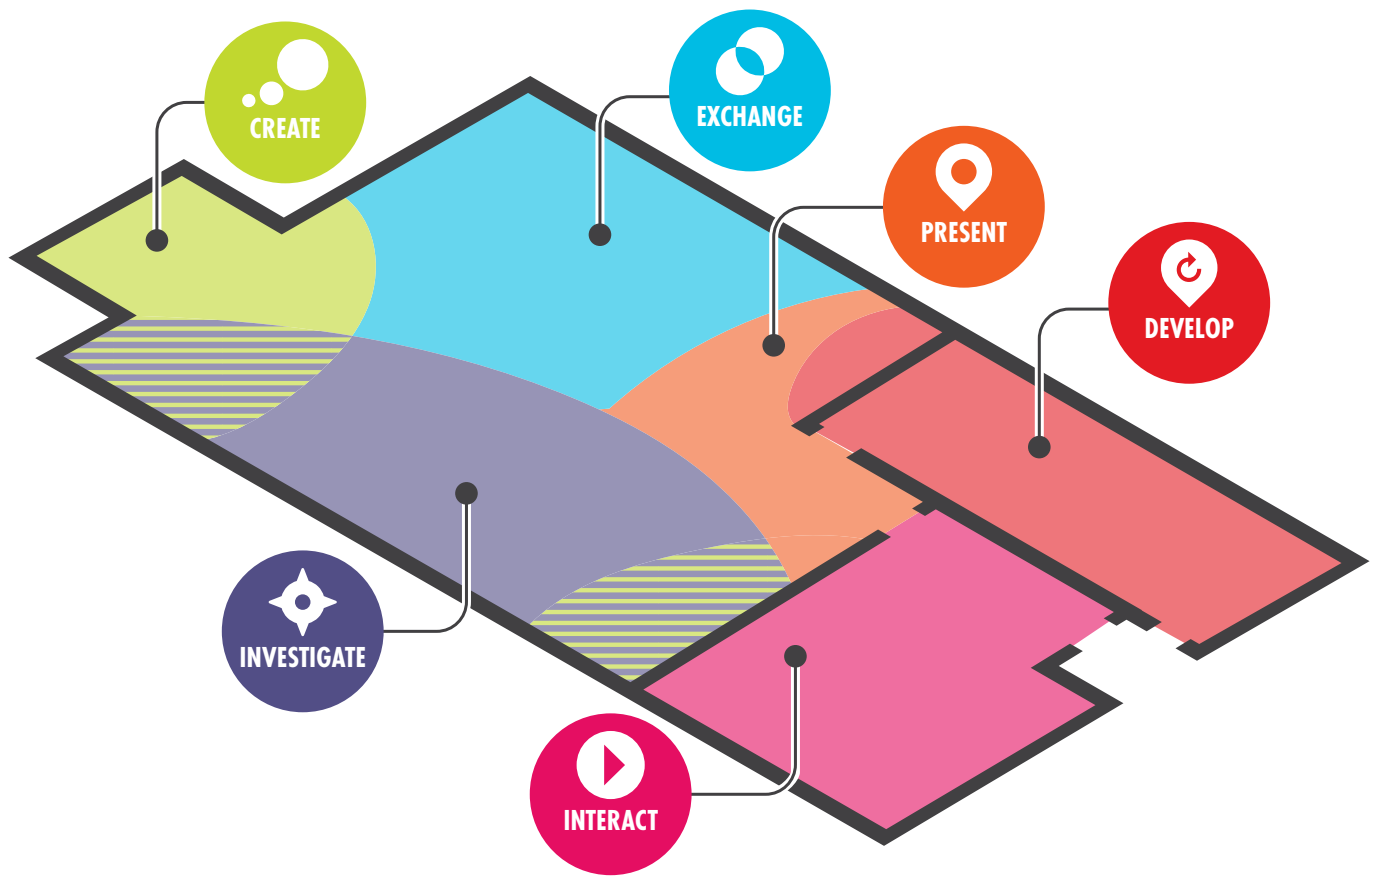 CREATE
EXCHANGE
PRESENT
DEVELOP
INVESTIGATE
INTERACT